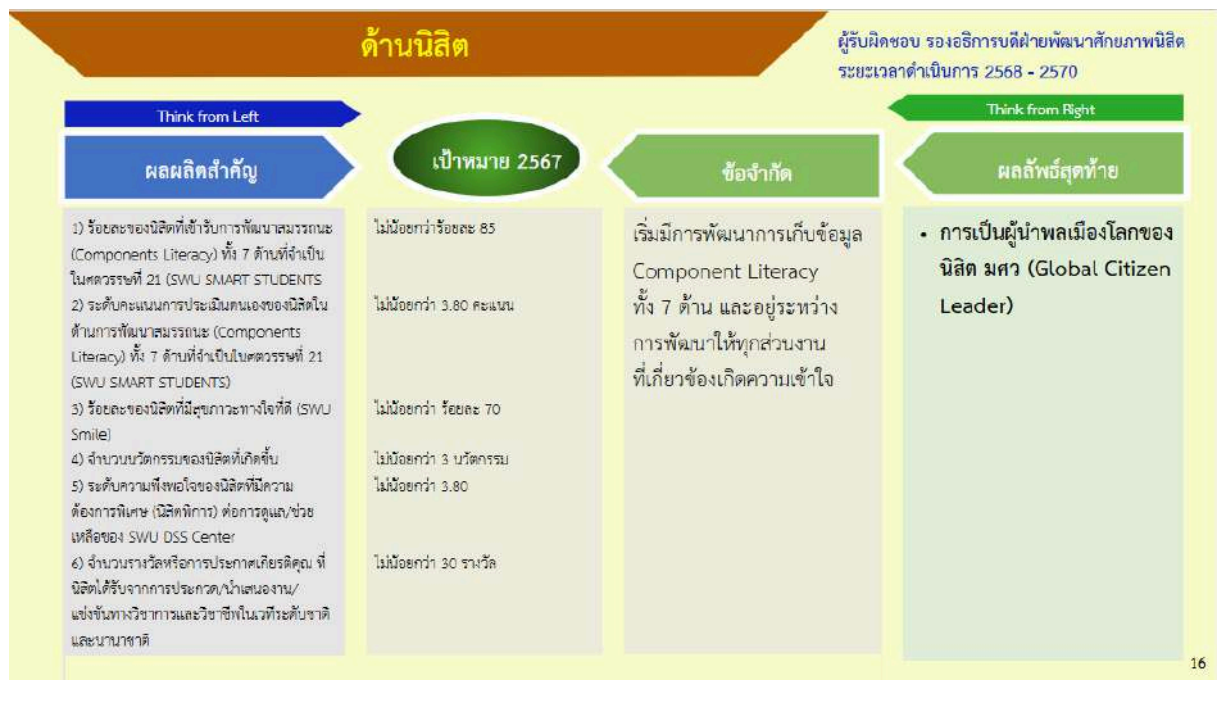 ด้านนิสิต
ผู้รับผิดชอบ รองอธิการบดีฝ่ายพัฒนาศักยภาพนิสิต
ระยะเวลาดำเนินการ 2568 - 2570
Think from Left
ผลผลิตสำคัญ
1) ร้อยละของนิสิตที่เข้ารับการพัฒนาสมรรถนะ
(Components Literacy) ทั้ง 7 ด้านที่จำเป็น
ในศตวรรษที่ 21 (SWU SMART STUDENTS
2) ระดับคะแนนการประเมินตนเองของนิสิตใน
ด้านการพัฒนาสมรรถนะ (Components
Literacy) ทั้ง 7 ด้านที่จำเป็นในศตวรรษที่ 21
(SWU SMART STUDENTS)
3) ร้อยละของนิสิตที่มีสุขภาวะทางใจที่ดี (SWU
Smile)
4) จำนวนนวัตกรรมของนิสิตที่เกิดขึ้น
5) ระดับความพึงพอใจของนิสิตที่มีความ
ต้องการพิเศษ (นิสิตพิการ) ต่อการดูแล/ช่วย
เหลือของ SWU DSS Center
6) จำนวนรางวัลหรือการประกาศเกียรติคุณ ที่
นิสิตได้รับจากการประกวด/นำเสนองาน/
แข่งขันทางวิชาการและวิชาชีพในเวทีระดับชาติ
และนานาชาติ
เป้าหมาย 2567
ไม่น้อยกว่าร้อยละ 85
ไม่น้อยกว่า 3.80 คะแนน
ไม่น้อยกว่า ร้อยละ 70
ไม่น้อยกว่า 3 นวัตกรรม
ไม่น้อยกว่า 3.80
ไม่น้อยกว่า 30 รางวัล
ข้อจำกัด
เริ่มมีการพัฒนาการเก็บข้อมูล
Component Literacy
ทั้ง 7 ด้าน และอยู่ระหว่าง
การพัฒนาให้ทุกส่วนงาน
ที่เกี่ยวข้องเกิดความเข้าใจ
Think from Right
ผลลัพธ์สุดท้าย
• การเป็นผู้นำพลเมืองโลกของ
นิสิต มศว (Global Citizen
Leader)
16